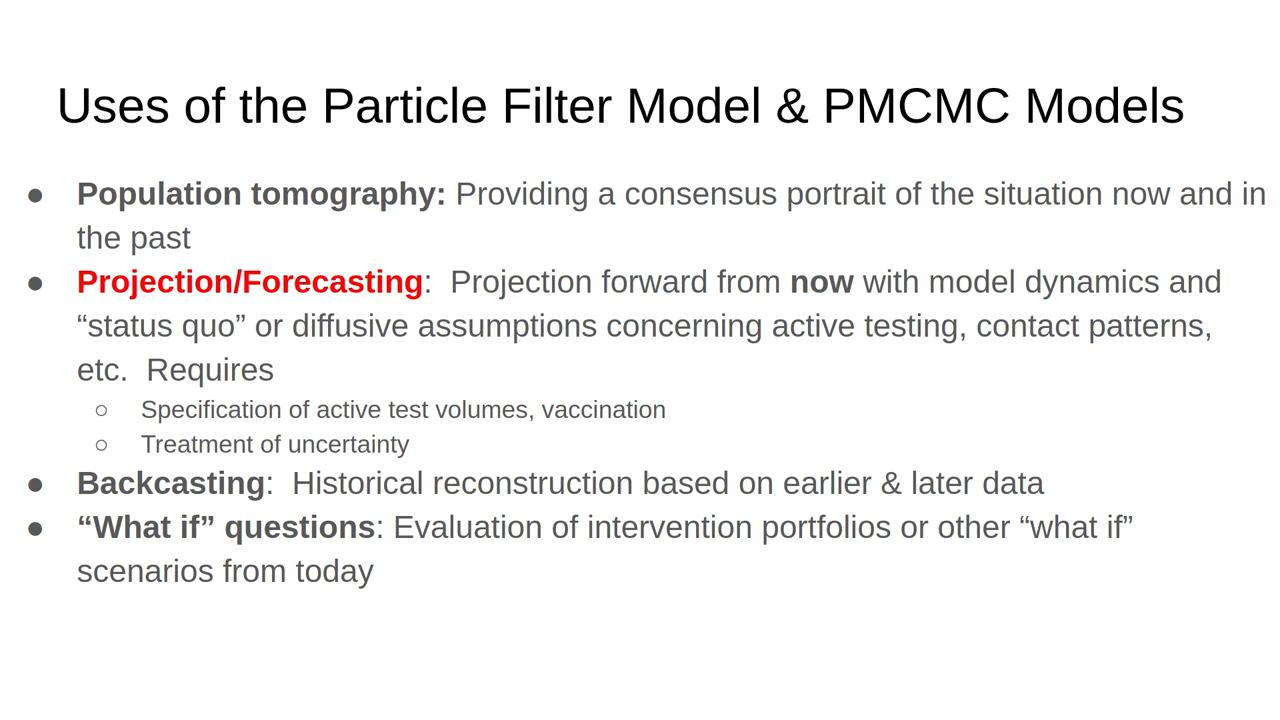 Uses of the Particle Filter Model & PMCMC Models
● Population tomography: Providing a consensus portrait of the situation now and in
the past
● Projection/Forecasting:  Projection forward from now with model dynamics and
“status quo” or diffusive assumptions concerning active testing, contact patterns,
etc.  Requires
○ Specification of active test volumes, vaccination
○ Treatment of uncertainty
● Backcasting:  Historical reconstruction based on earlier & later data
● “What if” questions: Evaluation of intervention portfolios or other “what if”
scenarios from today